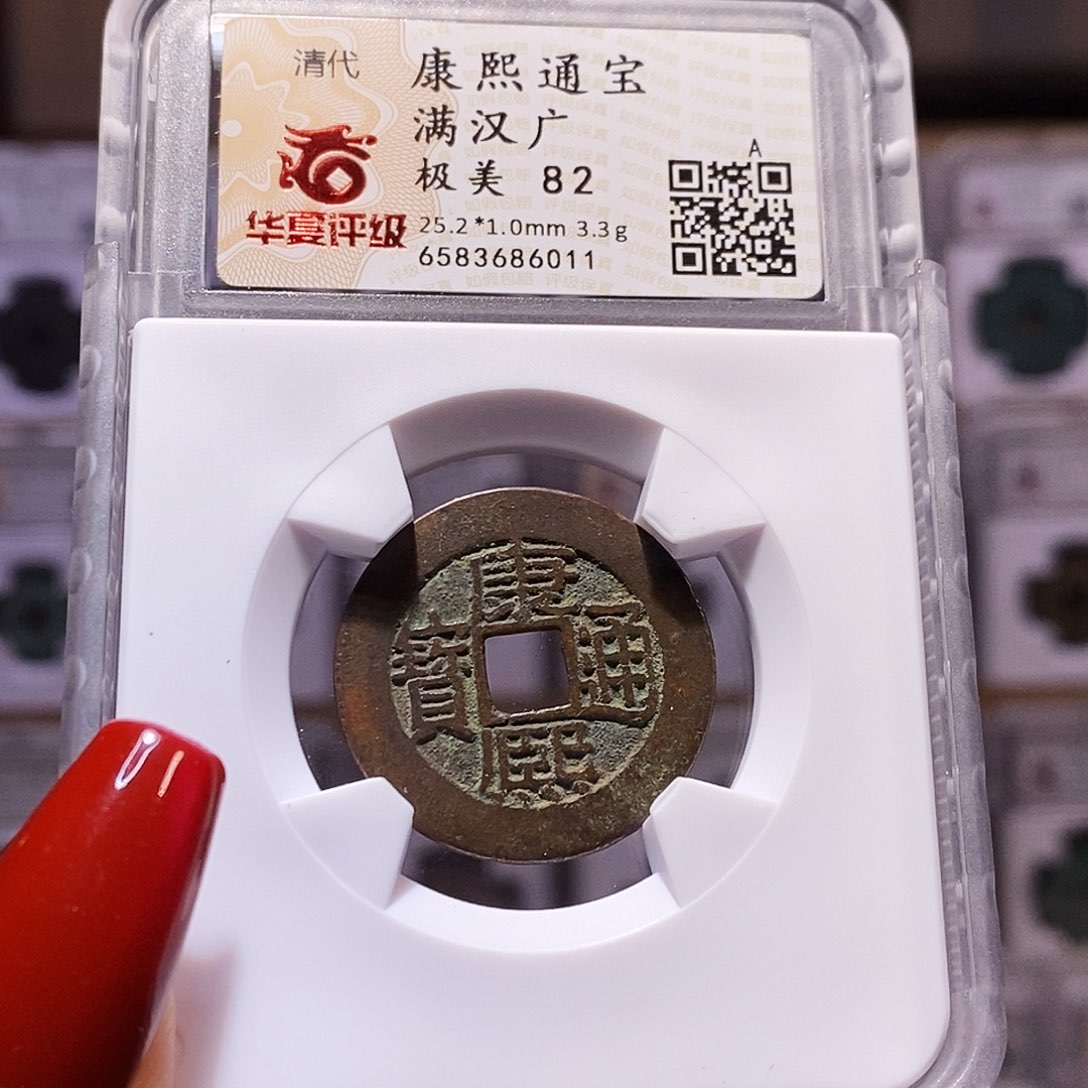 清代
华夏评级
康熙通宝
满汉广
极美 82
25.2*1.0mm 3.3g
6583686011
A
康熙通寶